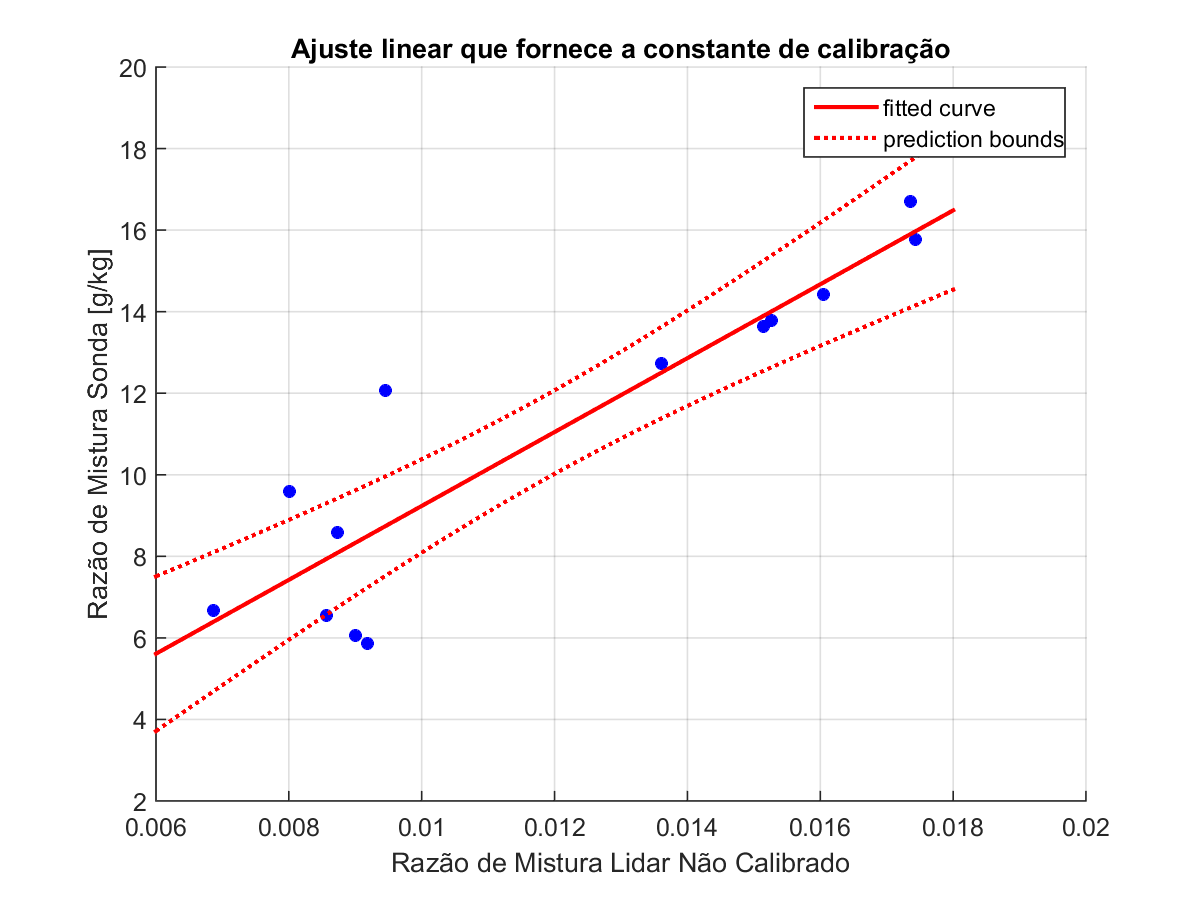 Ajuste linear que fornece a constante de calibração
fitted curve
prediction bounds
20
18
16
14
12
10
8
6
4
2
Razão de Mistura Sonda [g/kg]
0.006 0.008 0.01 0.012 0.014 0.016 0.018 0.02
Razão de Mistura Lidar Não Calibrado